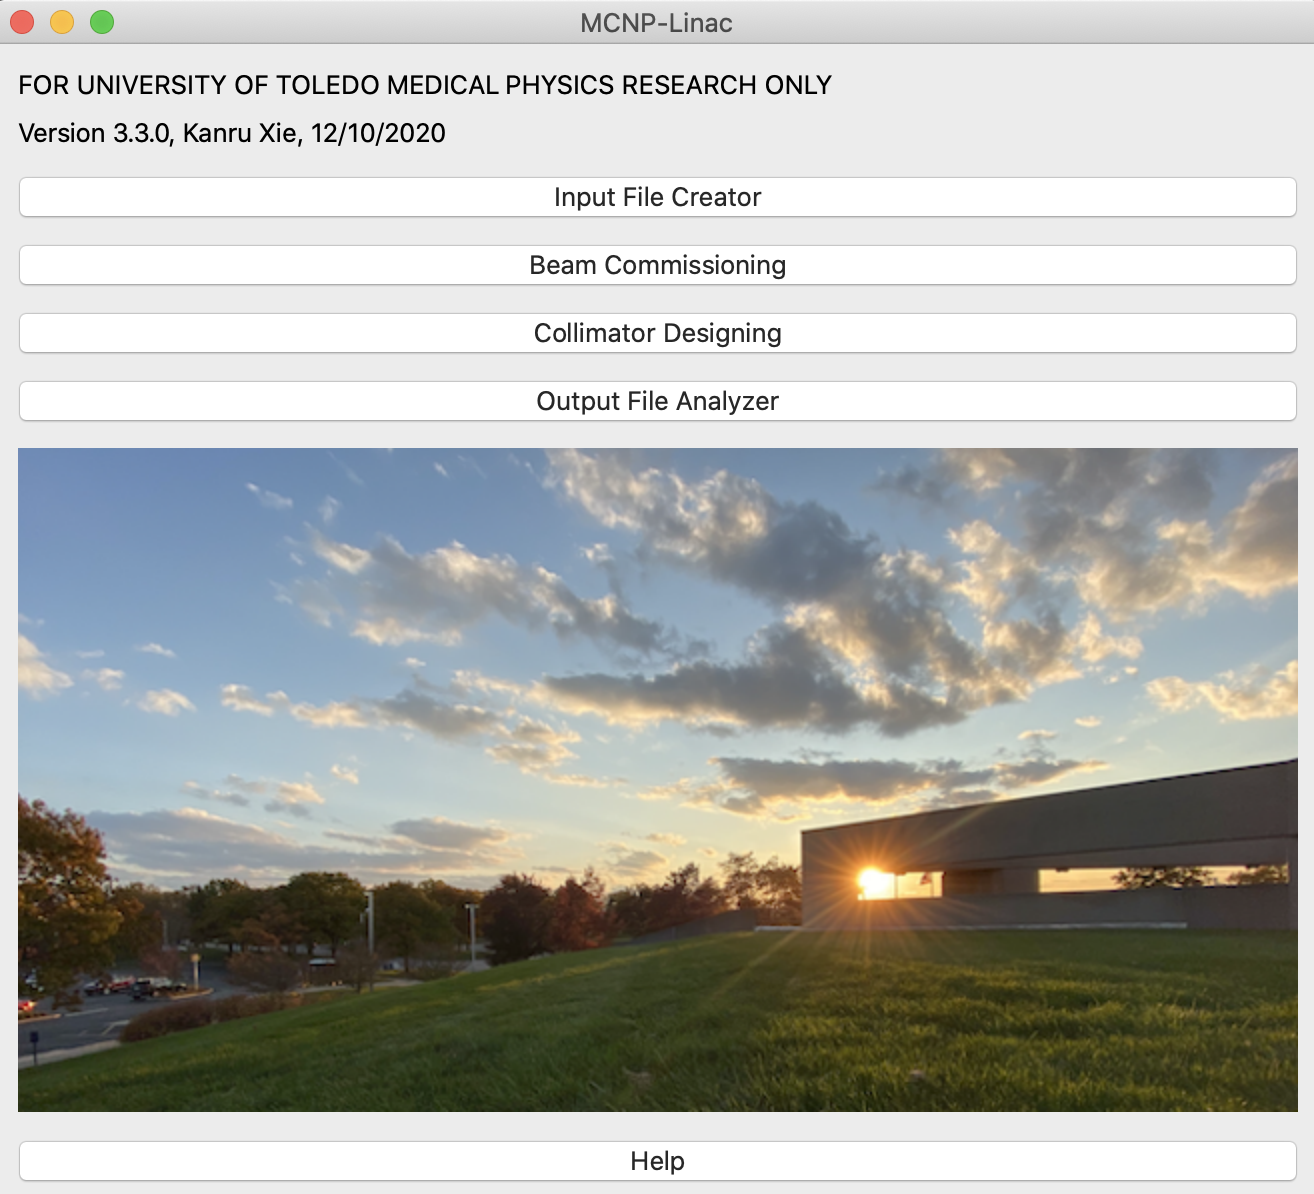 MCNP-Linac
FOR UNIVERSITY OF TOLEDO MEDICAL PHYSICS RESEARCH ONLY
Version 3.3.0, Kanru Xie, 12/10/2020
Input File Creator
Beam Commissioning
Collimator Designing
Output File Analyzer
Help